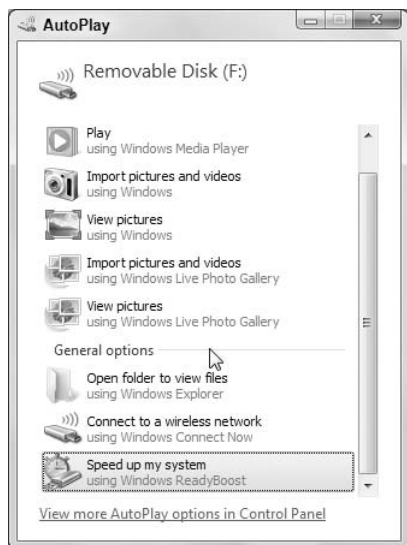 AutoPlay
Removable Disk (F:)
Play
using Windows Media Player
Import pictures and videos
using Windows
View pictures
using Windows
Import pictures and videos
using Windows Live Photo Gallery
View pictures
using Windows Live Photo Gallery
General options
Open folder to view files
using Windows Explorer
Connect to a wireless network
using Windows Connect Now
Speed up my system
using Windows ReadyBoost
View more AutoPlay options in Control Panel